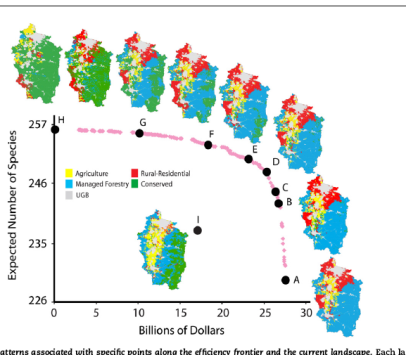 H
G
F
E
D
C
B
A
I
257
246
235
226
Expected Number of Species
Agriculture
Rural-Residential
Managed Forestry
Conserved
UGB
0 5 10 15 20 25 30
Billions of Dollars
atterns associated with specific points along the efficiency frontier and the current landscape. Each la